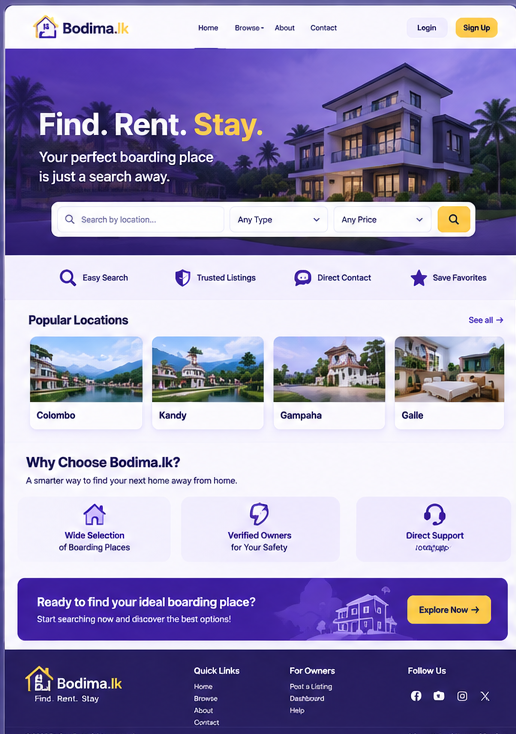 Bodima.lk
Home Browse About Contact
Login Sign Up
Find. Rent. Stay.
Your perfect boarding place
is just a search away.
Search by location... Any Type Any Price
Easy Search Trusted Listings Direct Contact Save Favorites
Popular Locations See all →
Colombo Kandy Gampaha Galle
Why Choose Bodima.lk?
A smarter way to find your next home away from home.
Wide Selection Verified Owners Direct Support
of Boarding Places for Your Safety
Ready to find your ideal boarding place?
Start searching now and discover the best options!
Explore Now →
Bodima.lk
Find. Rent. Stay
Quick Links For Owners Follow Us
Home Post a Listing
Browse Dashboard
About Help
Contact